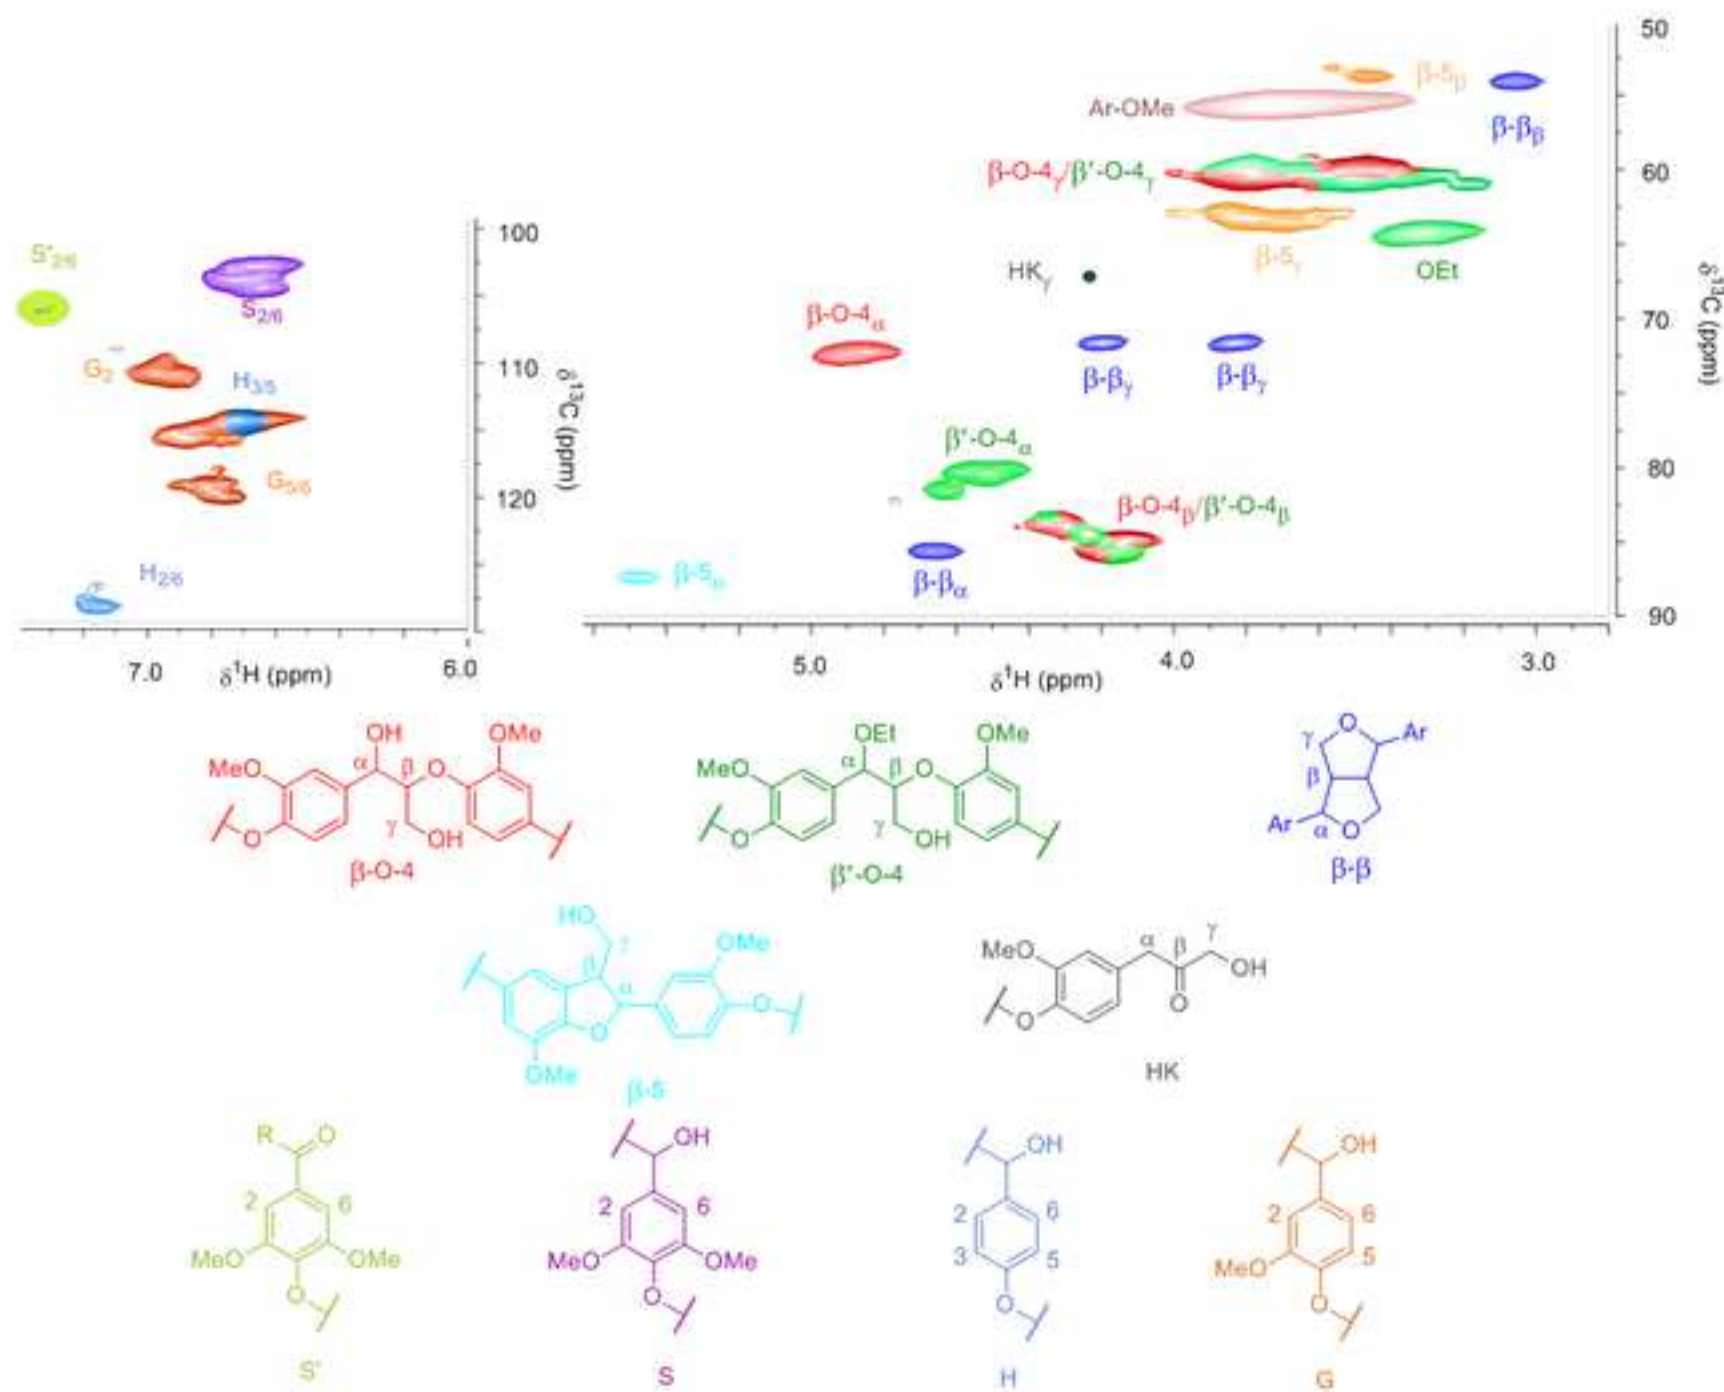 50
β-5β
Ar-OMe
β-ββ
β-O-4γ/β'-O-4γ
60
100
S'2/6
β-5γ
HKγ
OEt
δ13C (ppm)
S2/6
β-O-4α
70
G2
110
H3/5
δ13C (ppm)
β-βγ
β-βγ
β'-O-4α
80
G5/6
120
β-O-4β/β'-O-4β
H2/6
β-5α
β-βα
90
7.0
δ1H (ppm)
6.0
5.0
δ1H (ppm)
4.0
3.0
OH
OMe
MeO
α
β
O
γ
OH
O
β-O-4
OEt
OMe
MeO
α
β
O
γ
OH
O
β'-O-4
O
γ
Ar
β
Ar
α
O
β-β
HO
γ
OMe
β
α
O
O
OMe
β-5
MeO
α
β
γ
OH
O
O
HK
R
O
2
6
MeO
OMe
O
S'
OH
2
6
MeO
OMe
O
S
OH
2
6
3
5
O
H
OH
2
6
MeO
5
O
G